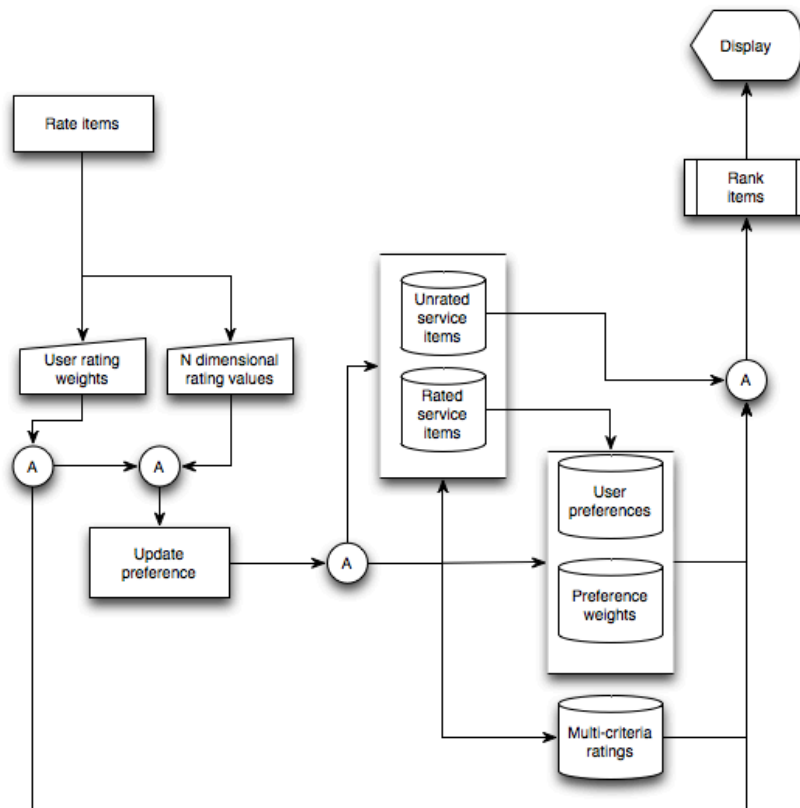 Display
Rate items
Rank
items
Unrated
service
items
User rating
weights
N dimensional
rating values
A
Rated
service
items
A
A
User
preferences
Update
preference
A
Preference
weights
Multi-criteria
ratings